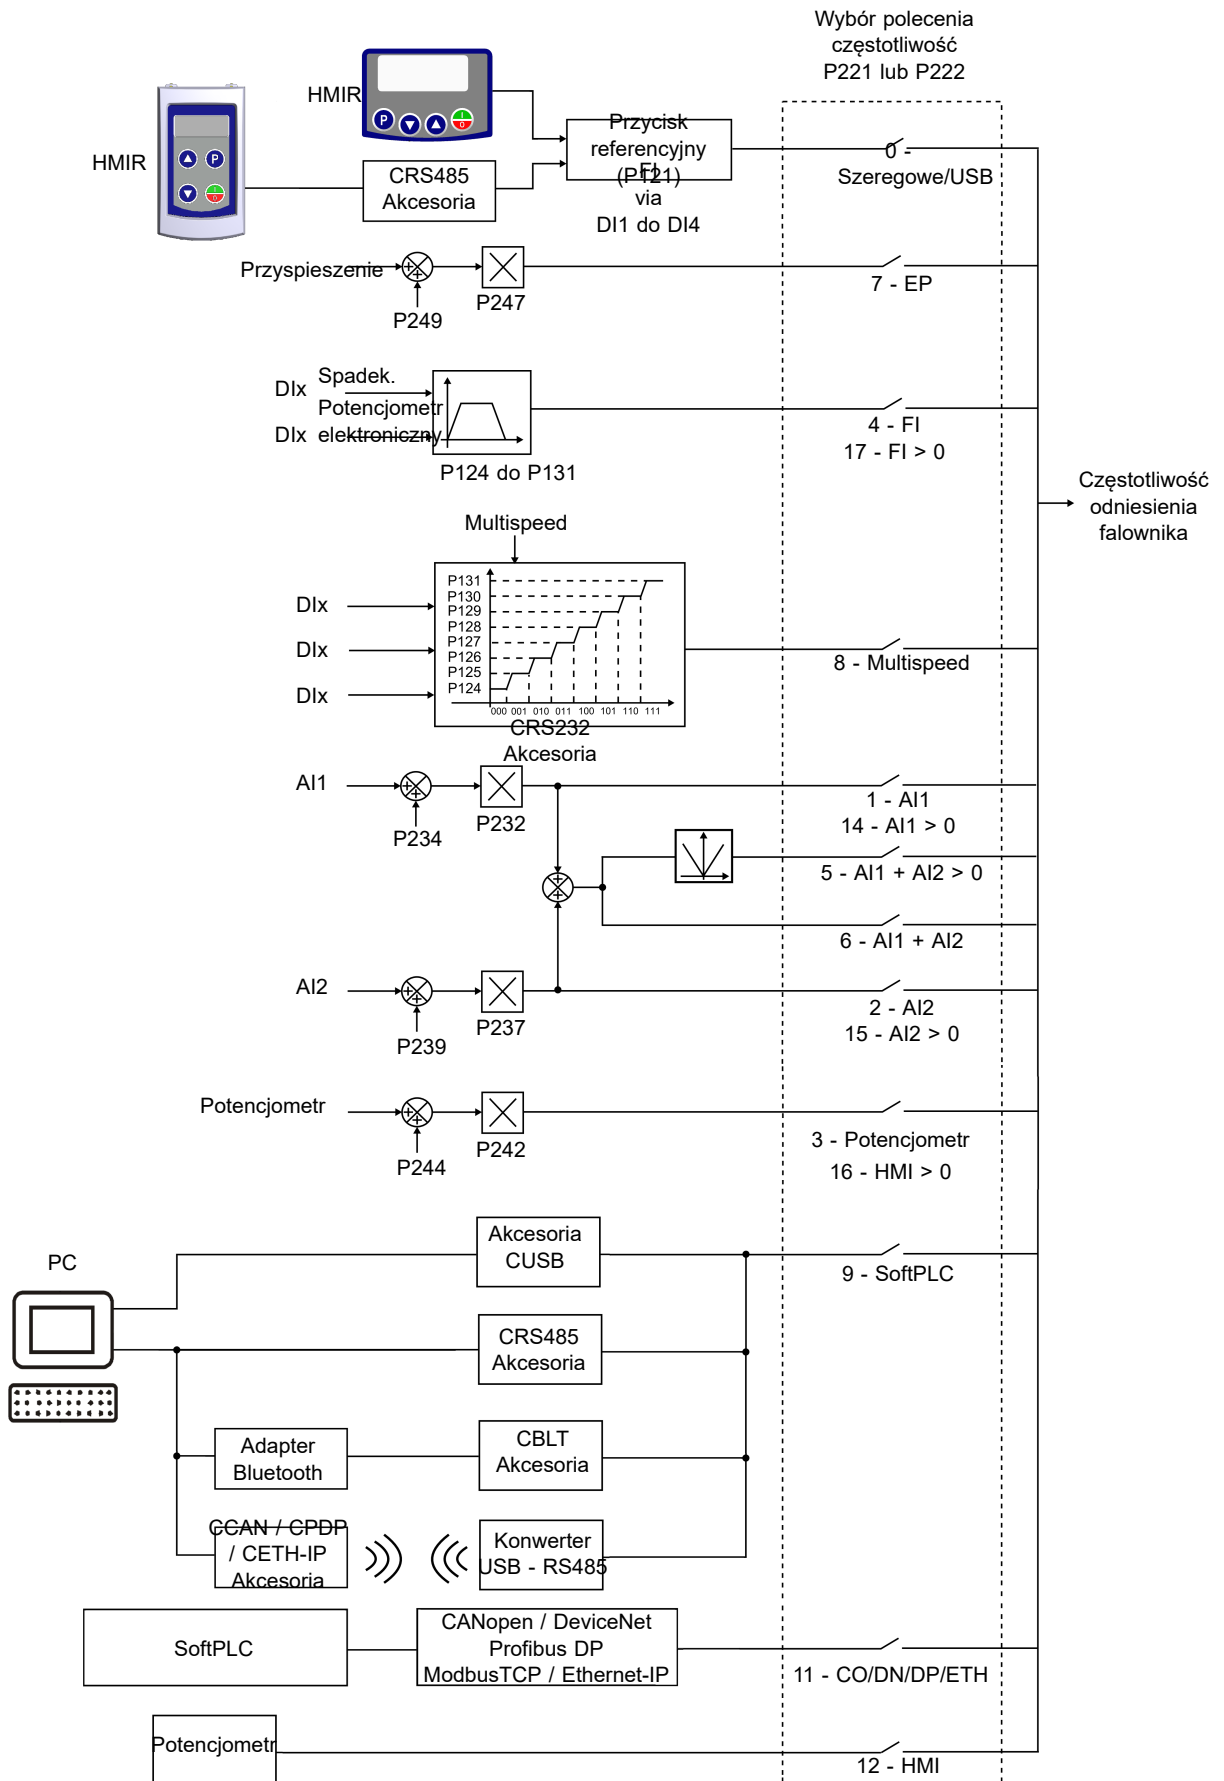 Wybór polecenia
częstotliwość
P221 lub P222
HMIR
HMIR
CRS485
Akcesoria
Przycisk
referencyjny
(P121)
FI
via
DI1 do DI4
0 -
Szeregowe/USB
Przyspieszenie
P249
P247
7 - EP
DIx
Spadek.
Potencjometr
DIx
elektroniczny
P124 do P131
4 - FI
17 - FI > 0
Częstotliwość
odniesienia
falownika
Multispeed
P131
P130
P129
P128
P127
P126
P125
P124
000 001 010 011 100 101 110 111
DIx
DIx
DIx
8 - Multispeed
CRS232
Akcesoria
AI1
P234
P232
1 - AI1
14 - AI1 > 0
5 - AI1 + AI2 > 0
6 - AI1 + AI2
AI2
P239
P237
2 - AI2
15 - AI2 > 0
Potencjometr
P244
P242
3 - Potencjometr
16 - HMI > 0
PC
Akcesoria
CUSB
9 - SoftPLC
CRS485
Akcesoria
Adapter
Bluetooth
CBLT
Akcesoria
CCAN / CPDP
/ CETH-IP
Akcesoria
Konwerter
USB - RS485
SoftPLC
CANopen / DeviceNet
Profibus DP
ModbusTCP / Ethernet-IP
11 - CO/DN/DP/ETH
Potencjometr
12 - HMI